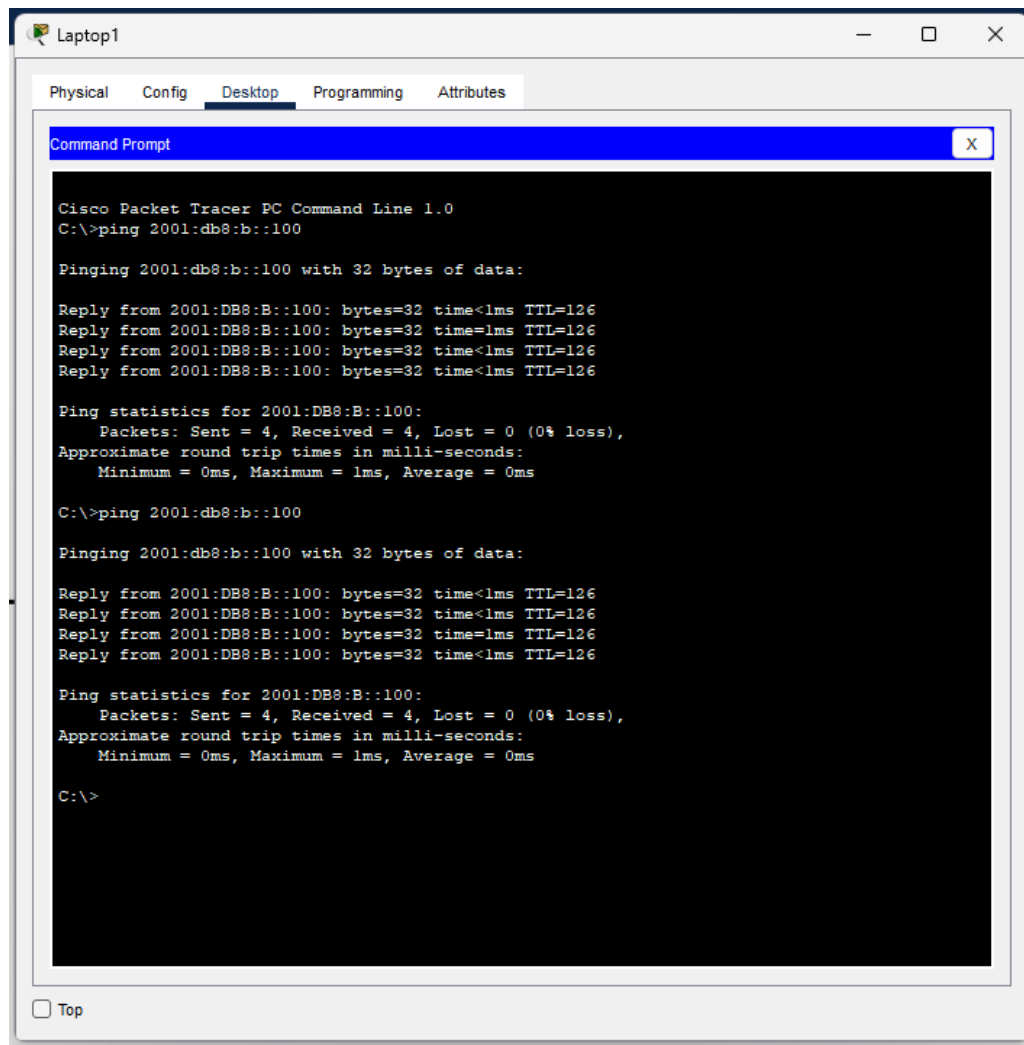 Laptop1
Physical Config Desktop Programming Attributes
Command Prompt X
Cisco Packet Tracer PC Command Line 1.0
C:\>ping 2001:db8:b::100
Pinging 2001:db8:b::100 with 32 bytes of data:
Reply from 2001:DB8:B::100: bytes=32 time<1ms TTL=126
Reply from 2001:DB8:B::100: bytes=32 time=1ms TTL=126
Reply from 2001:DB8:B::100: bytes=32 time<1ms TTL=126
Reply from 2001:DB8:B::100: bytes=32 time<1ms TTL=126
Ping statistics for 2001:DB8:B::100:
Packets: Sent = 4, Received = 4, Lost = 0 (0% loss),
Approximate round trip times in milli-seconds:
Minimum = 0ms, Maximum = 1ms, Average = 0ms
C:\>ping 2001:db8:b::100
Pinging 2001:db8:b::100 with 32 bytes of data:
Reply from 2001:DB8:B::100: bytes=32 time<1ms TTL=126
Reply from 2001:DB8:B::100: bytes=32 time<1ms TTL=126
Reply from 2001:DB8:B::100: bytes=32 time=1ms TTL=126
Reply from 2001:DB8:B::100: bytes=32 time<1ms TTL=126
Ping statistics for 2001:DB8:B::100:
Packets: Sent = 4, Received = 4, Lost = 0 (0% loss),
Approximate round trip times in milli-seconds:
Minimum = 0ms, Maximum = 1ms, Average = 0ms
C:\>
Top